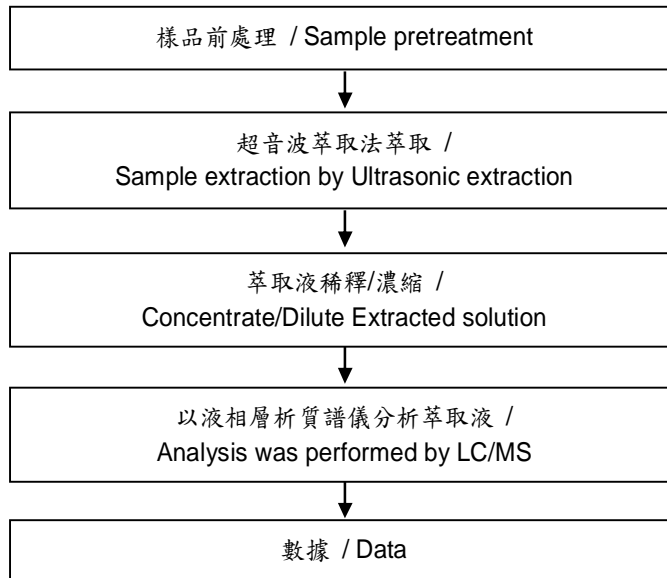 樣品前處理 / Sample pretreatment
超音波萃取法萃取 /
Sample extraction by Ultrasonic extraction
萃取液稀釋/濃縮 /
Concentrate/Dilute Extracted solution
以液相層析質譜儀分析萃取液 /
Analysis was performed by LC/MS
數據 / Data